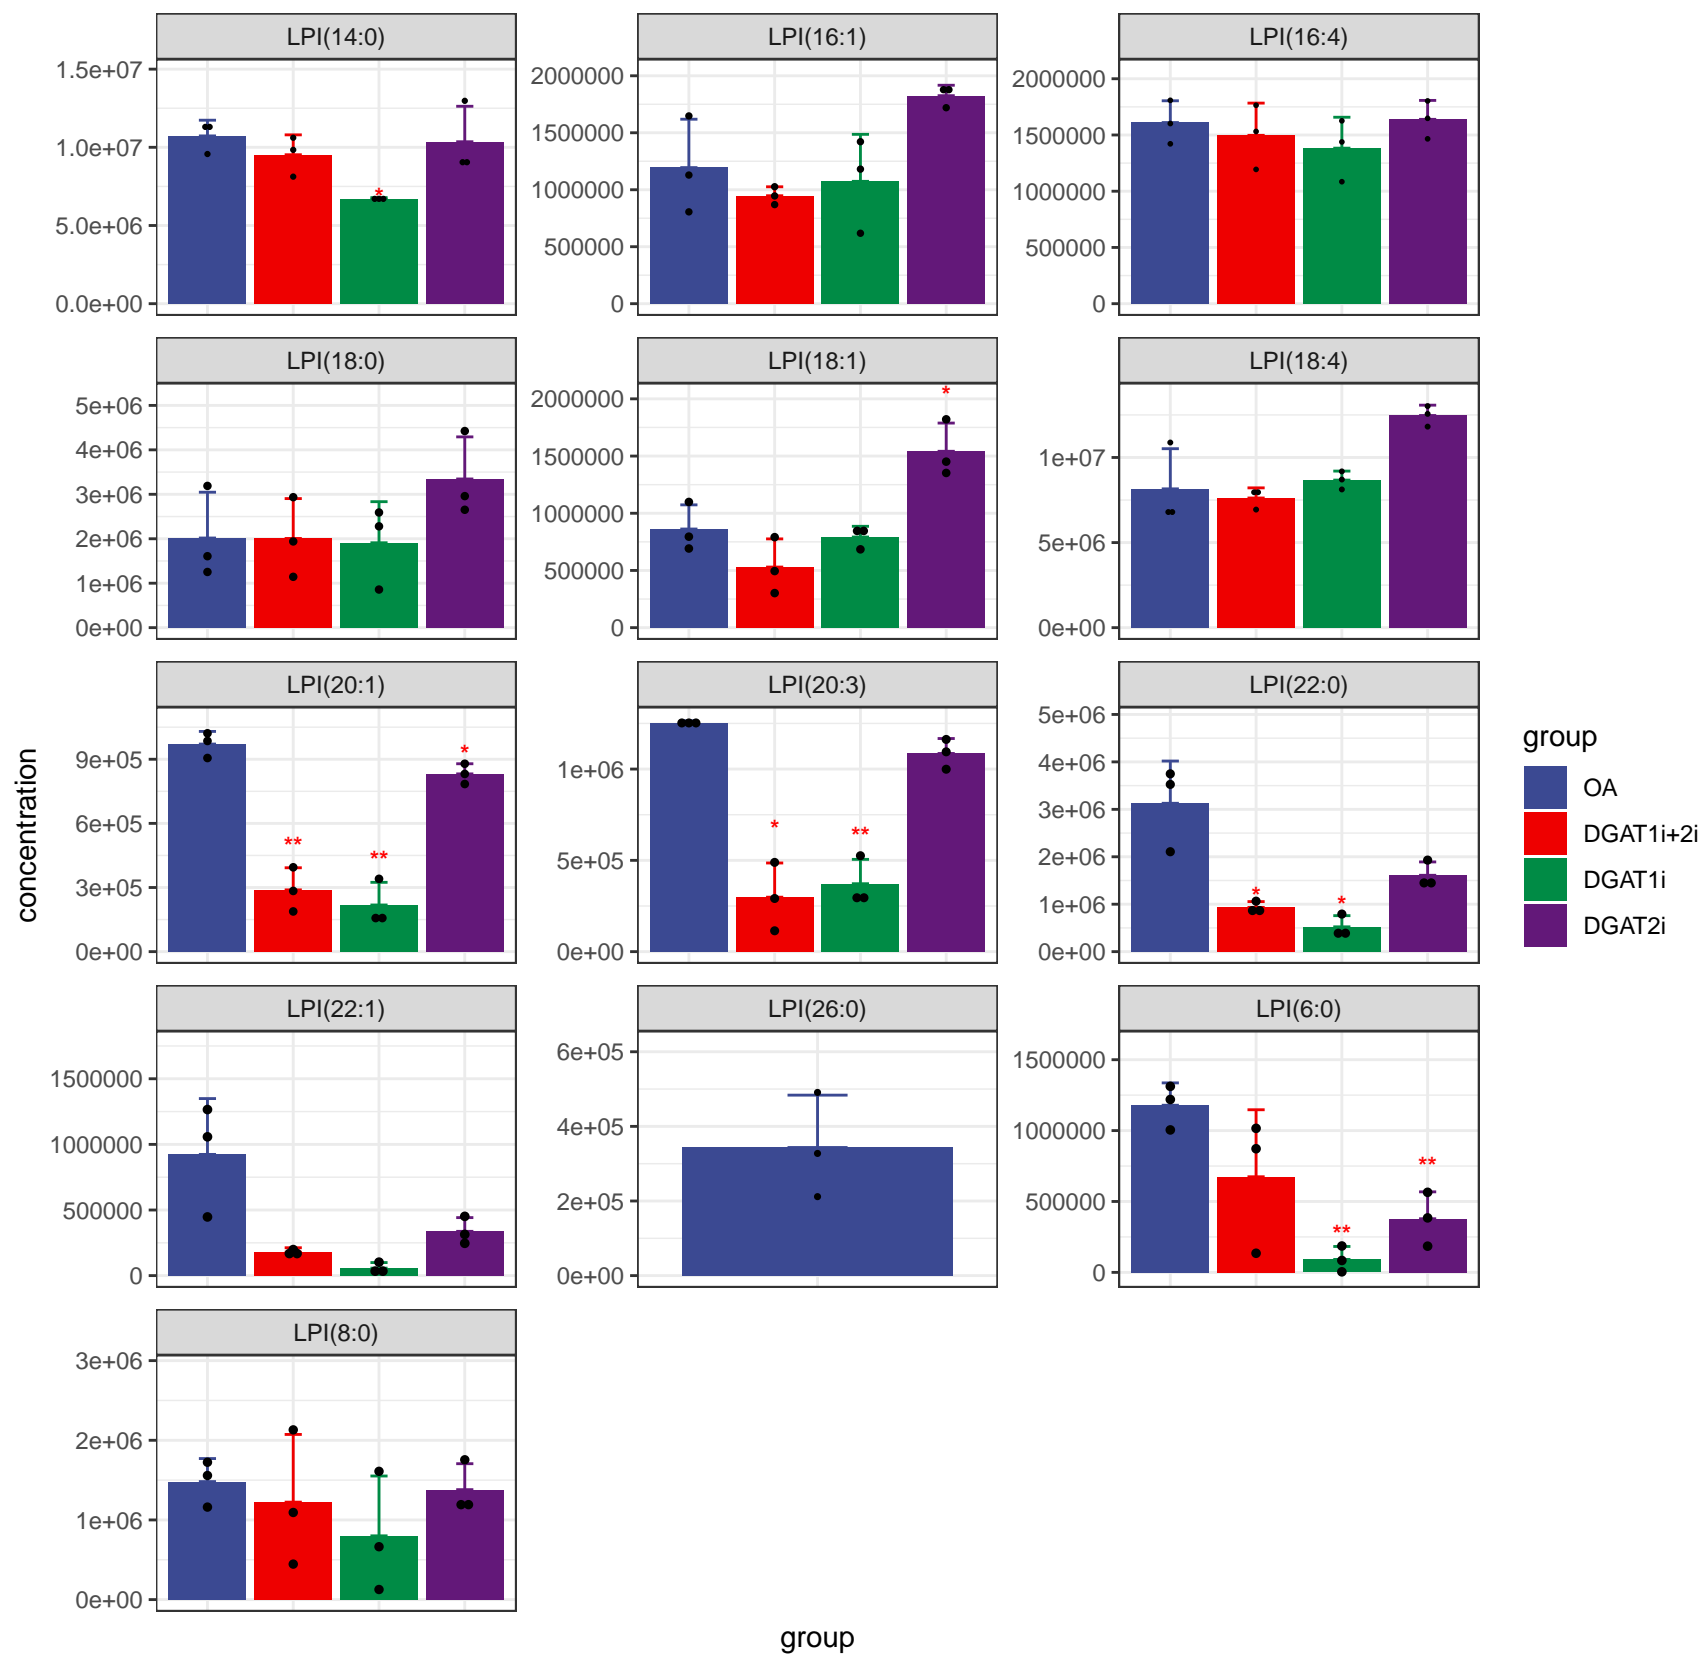 LPI(14:0)
LPI(16:1)
LPI(16:4)
1.5e+07
1.0e+07
5.0e+06
0.0e+00
*
2000000
1500000
1000000
500000
0
2000000
1500000
1000000
500000
0
LPI(18:0)
LPI(18:1)
LPI(18:4)
5e+06
4e+06
3e+06
2e+06
1e+06
0e+00
2000000
1500000
1000000
500000
0
*
1e+07
5e+06
0e+00
LPI(20:1)
LPI(20:3)
LPI(22:0)
9e+05
6e+05
3e+05
0e+00
**
**
*
1e+06
5e+05
0e+00
*
**
5e+06
4e+06
3e+06
2e+06
1e+06
0e+00
*
*
LPI(22:1)
LPI(26:0)
LPI(6:0)
1500000
1000000
500000
0
6e+05
4e+05
2e+05
0e+00
1500000
1000000
500000
0
**
**
LPI(8:0)
3e+06
2e+06
1e+06
0e+00
concentration
group
group
OA
DGAT1i+2i
DGAT1i
DGAT2i